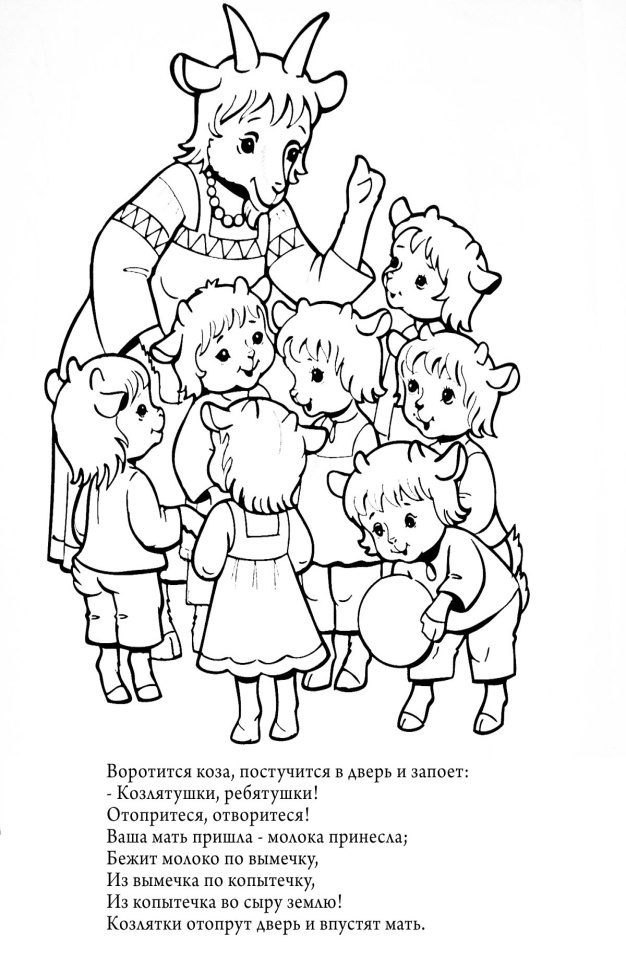 Воротится коза, постучится в дверь и запоет:
- Козлятушки, ребятушки!
Отопритеся, отворитеся!
Ваша мать пришла - молока принесла;
Бежит молоко по вымечку,
Из вымечка по копытечку,
Из копытечка во сыру землю!
Козлятки отопрут дверь и впустят мать.